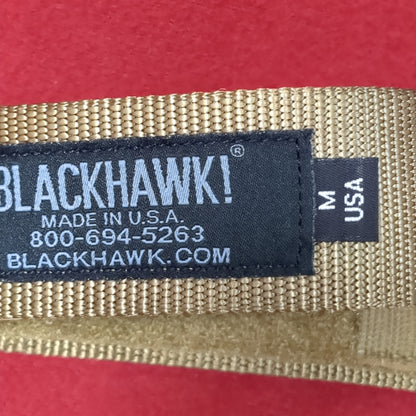 BLACKHAWK!®
MADE IN U.S.A.
800-694-5263
BLACKHAWK.COM
M
USA